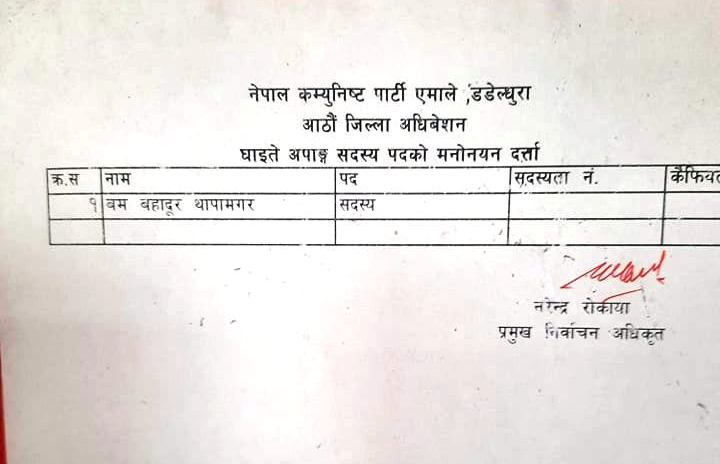 नेपाल कम्युनिष्ट पार्टी एमाले ,डडेल्धुरा
आठौं जिल्ला अधिबेशन
घाइते अपाङ्ग सदस्य पदको मनोनयन दर्ता
क्र.स नाम पद सदस्यता नं. कैफियत
१ बम बहादूर थापामगर सदस्य
नरेन्द्र रोकाया
प्रमुख निर्वाचन अधिकृत